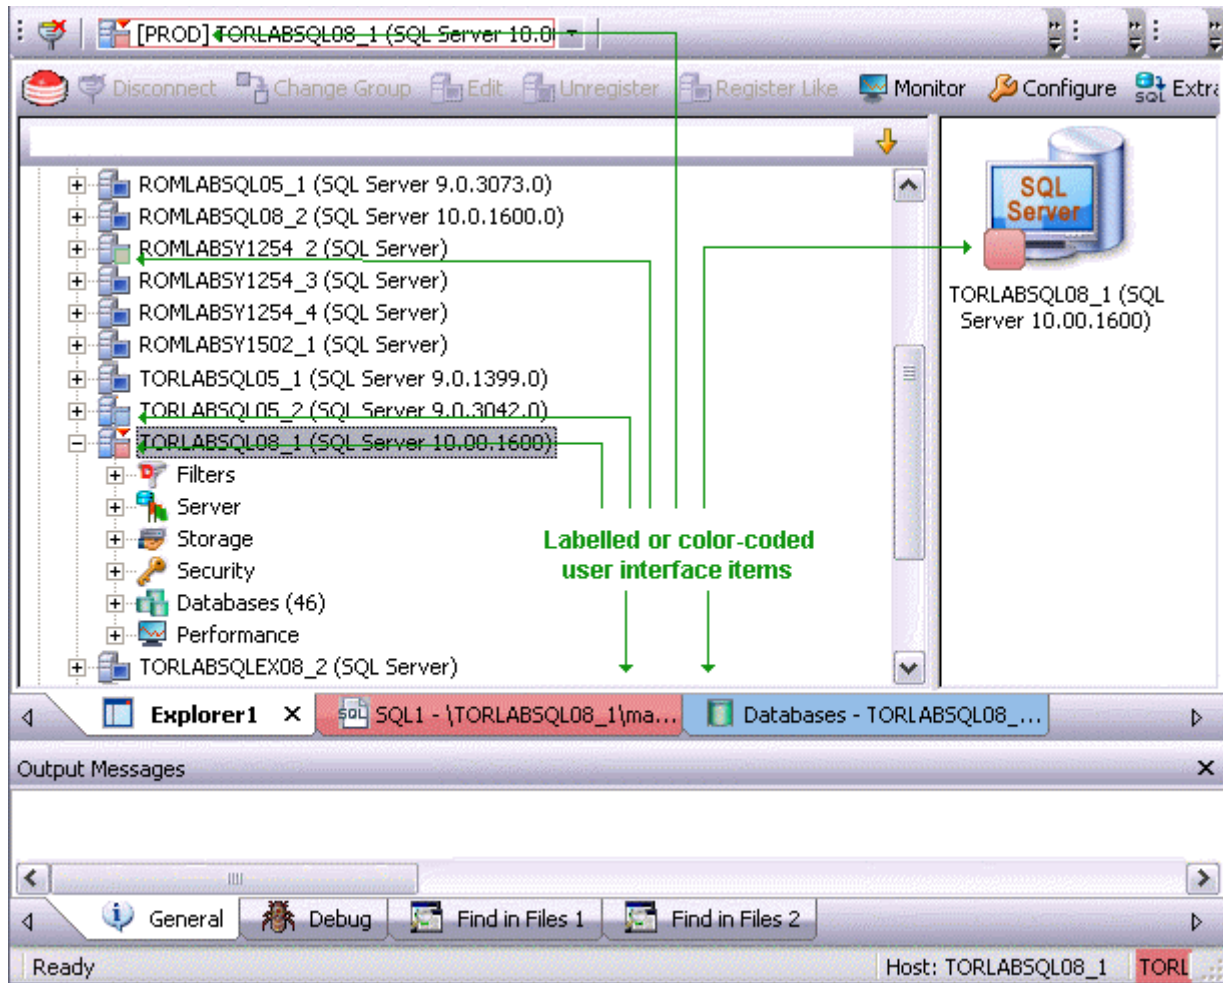 [PROD] TORLABSQL08_1 (SQL Server 10.0
Disconnect Change Group Edit Unregister Register Like Monitor Configure Extra
ROMLABSQL05_1 (SQL Server 9.0.3073.0)
ROMLABSQL08_2 (SQL Server 10.0.1600.0)
ROMLABSY1254_2 (SQL Server)
ROMLABSY1254_3 (SQL Server)
ROMLABSY1254_4 (SQL Server)
ROMLABSY1502_1 (SQL Server)
TORLABSQL05_1 (SQL Server 9.0.1399.0)
TORLABSQL05_2 (SQL Server 9.0.3042.0)
TORLABSQL08_1 (SQL Server 10.00.1600)
Filters
Server
Storage
Security
Databases (46)
Performance
TORLABSQLEX08_2 (SQL Server)
Labelled or color-coded
user interface items
SQL
Server
TORLABSQL08_1 (SQL
Server 10.00.1600)
Explorer1 SQL1 - \TORLABSQL08_1\ma... Databases - TORLABSQL08_...
Output Messages
General Debug Find in Files 1 Find in Files 2
Ready Host: TORLABSQL08_1 TORL